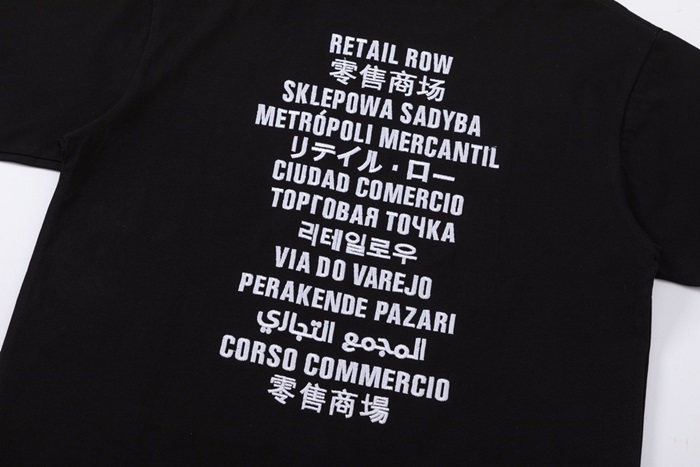 RETAIL ROW
零售商场
SKLEPOWA SADYBA
METRÓPOLI MERCANTIL
リテイル・ロー
CIUDAD COMERCIO
ТОРГОВАЯ ТОЧКА
리테일로우
VIA DO VAREJO
PERAKENDE PAZARI
المجمع التجاري
CORSO COMMERCIO
零售商場